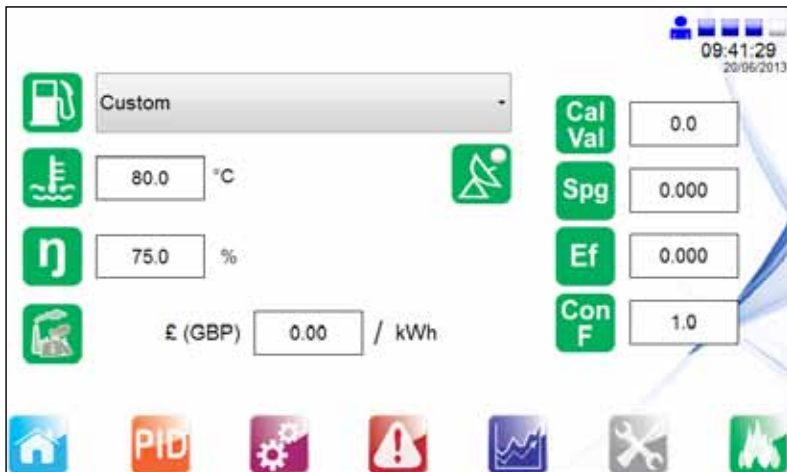 09:41:29
20/06/2013
Custom
Cal Val 0.0
80.0 °C
Spg 0.000
ŋ 75.0 %
Ef 0.000
£ (GBP) 0.00 / kWh
Con F 1.0
PID